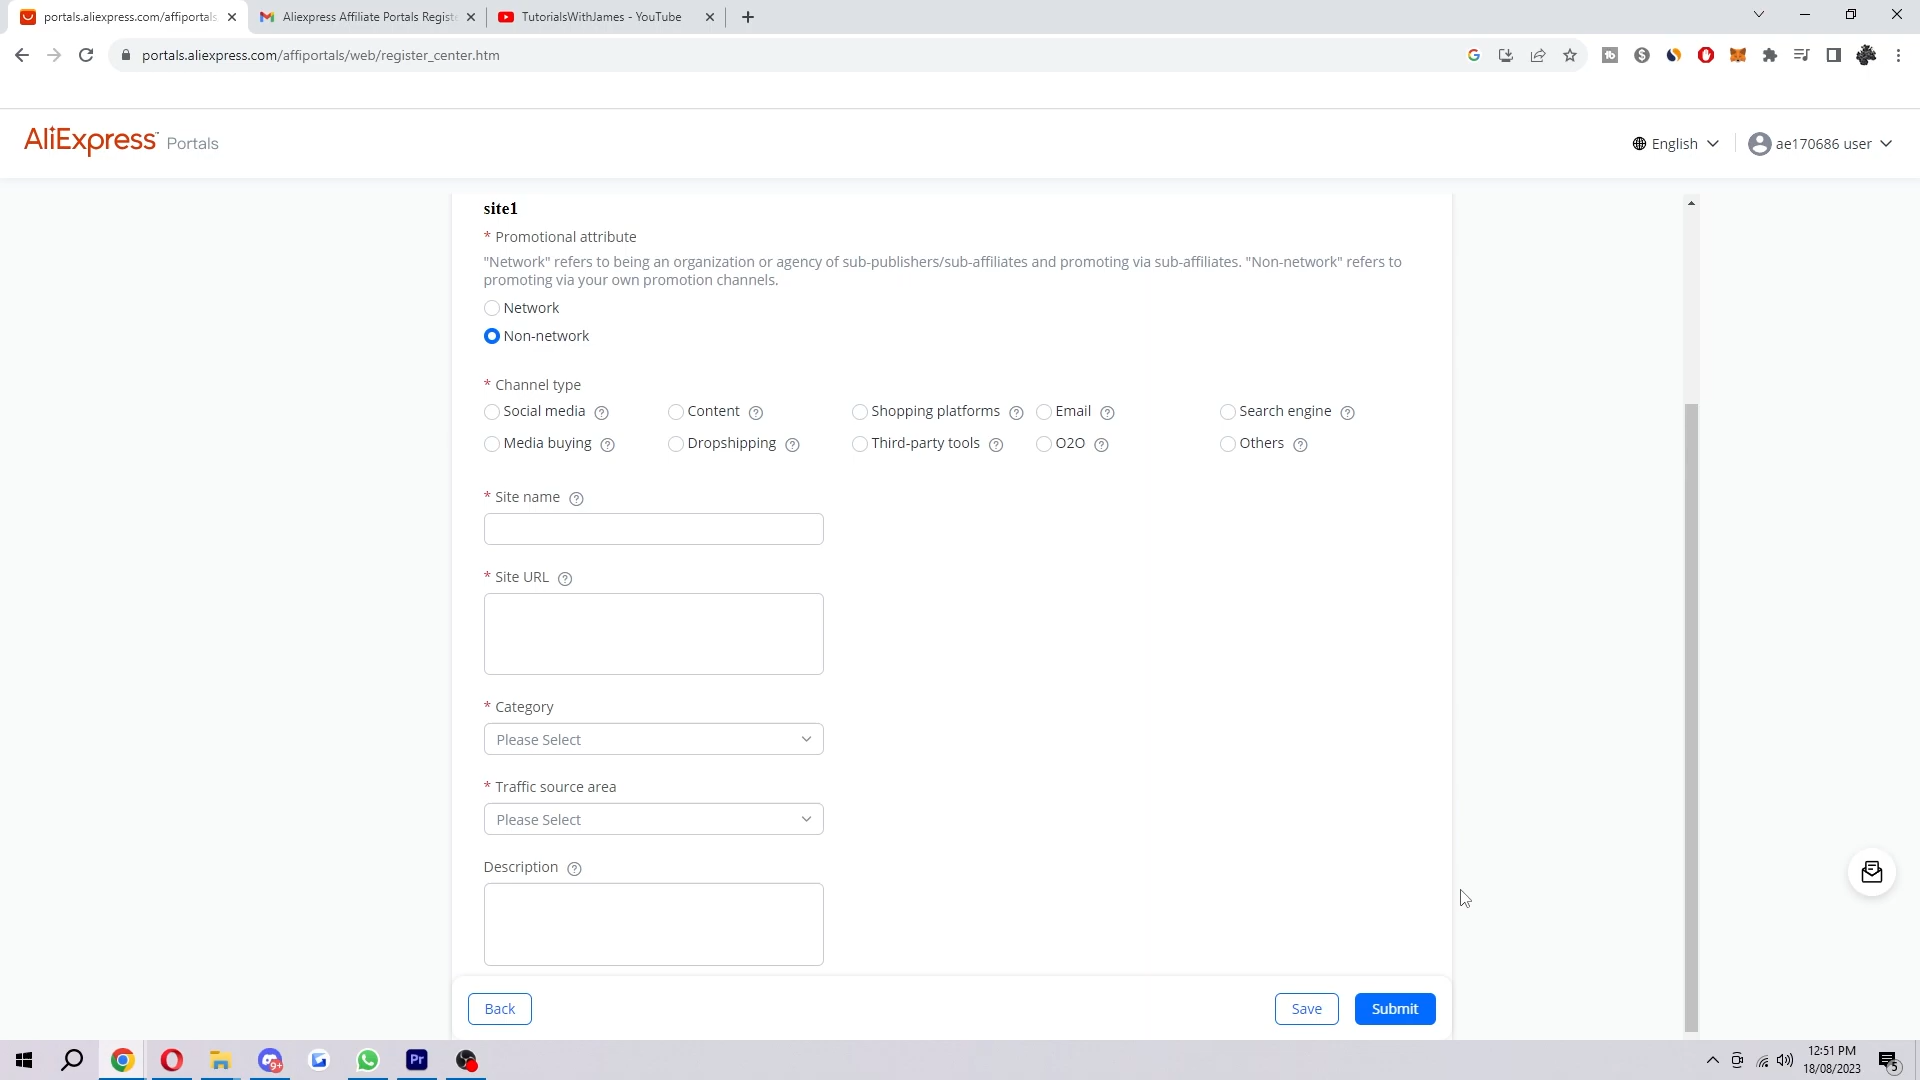 portals.aliexpress.com/affiportals
Aliexpress Affiliate Portals Regist
TutorialsWithJames - YouTube
portals.aliexpress.com/affiportals/web/register_center.htm
AliExpress Portals
English
ae170686 user
site1
* Promotional attribute
"Network" refers to being an organization or agency of sub-publishers/sub-affiliates and promoting via sub-affiliates. "Non-network" refers to
promoting via your own promotion channels.
Network
Non-network
* Channel type
Social media ? Content ? Shopping platforms ? Email ? Search engine ?
Media buying ? Dropshipping ? Third-party tools ? O2O ? Others ?
* Site name ?
* Site URL ?
* Category
Please Select
* Traffic source area
Please Select
Description ?
Back
Save
Submit
9+
Pr
12:51 PM
18/08/2023
5